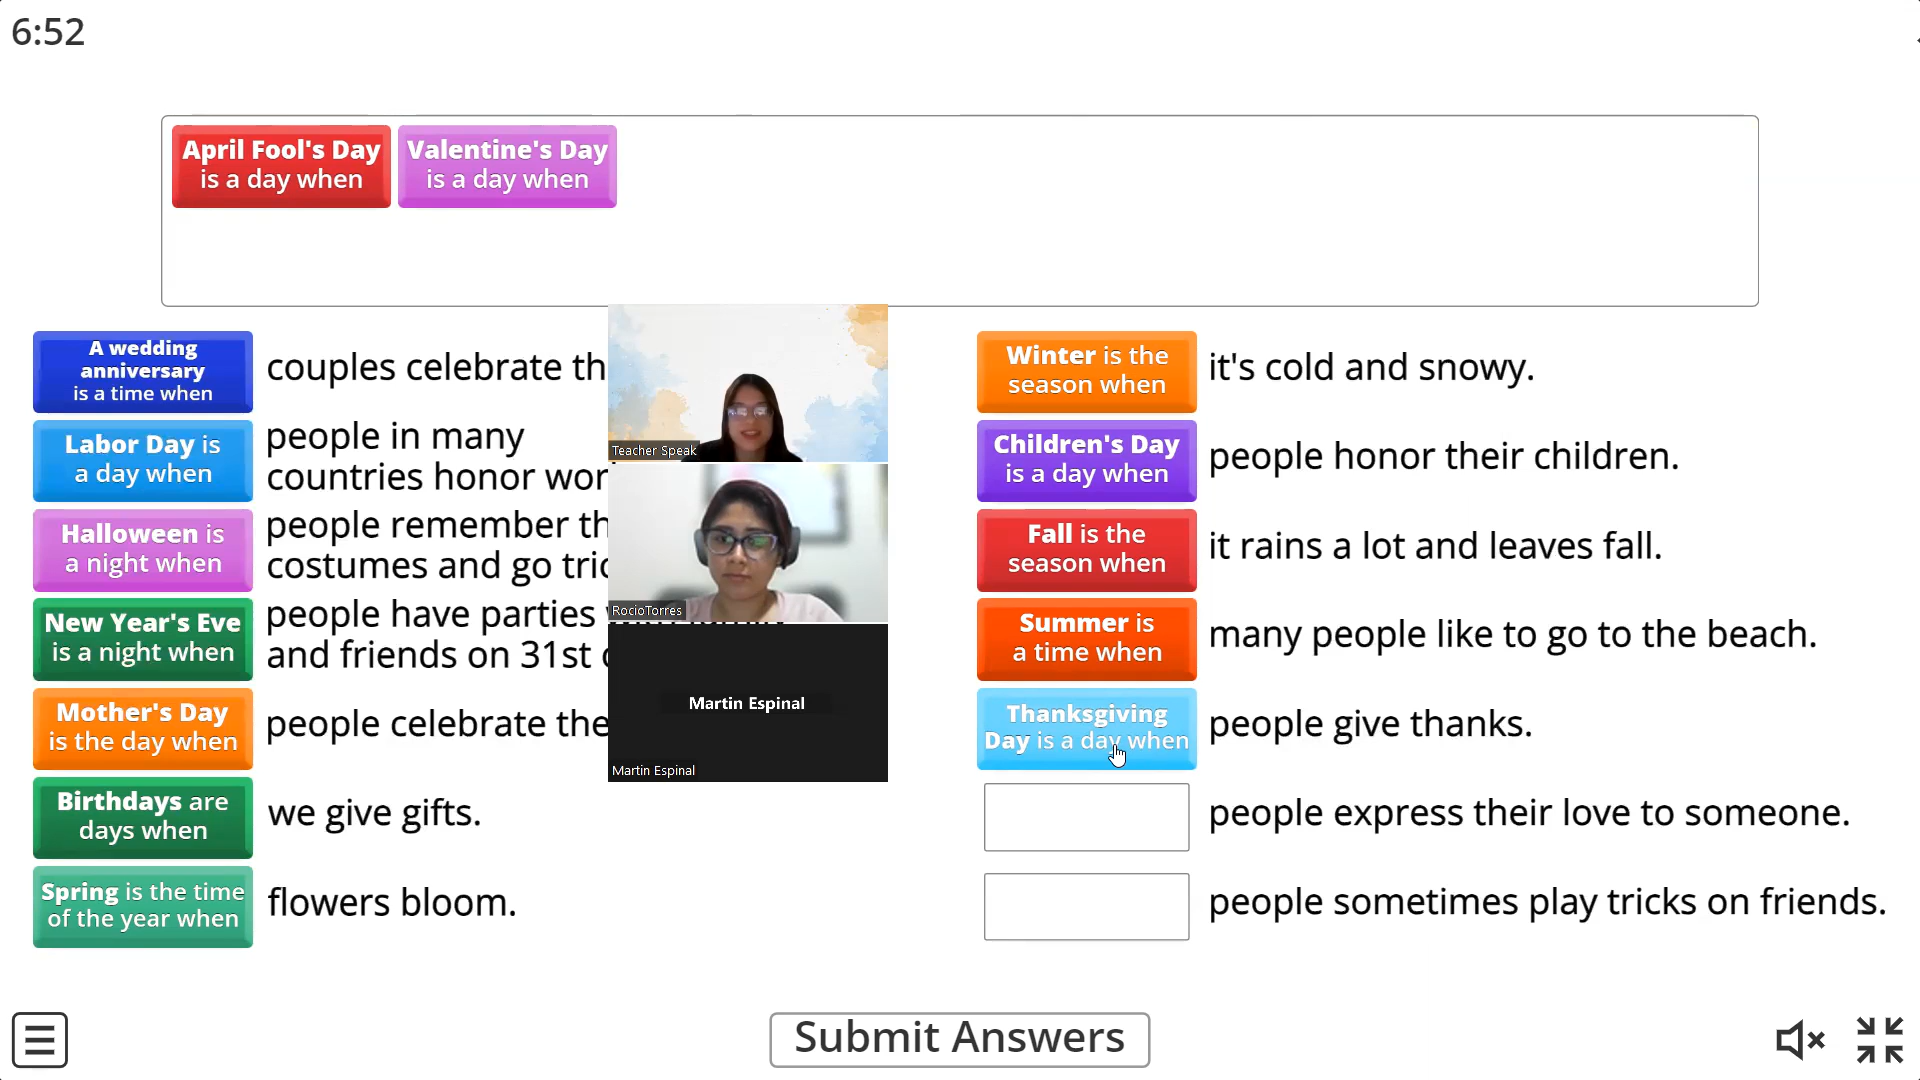 6:52
April Fool's Day
is a day when
Valentine's Day
is a day when
A wedding
anniversary
is a time when
couples celebrate
Labor Day is
a day when
people in many
countries honor
Halloween is
a night when
people remember
costumes and go
New Year's Eve
is a night when
people have parties
and friends on 31st
Mother's Day
is the day when
people celebrate
Birthdays are
days when
we give gifts.
Spring is the time
of the year when
flowers bloom.
Teacher Speak
RocioTorres
Martin Espinal
Martin Espinal
Winter is the
season when
it's cold and snowy.
Children's Day
is a day when
people honor their children.
Fall is the
season when
it rains a lot and leaves fall.
Summer is
a time when
many people like to go to the beach.
Thanksgiving
Day is a day when
people give thanks.
people express their love to someone.
people sometimes play tricks on friends.
Submit Answers